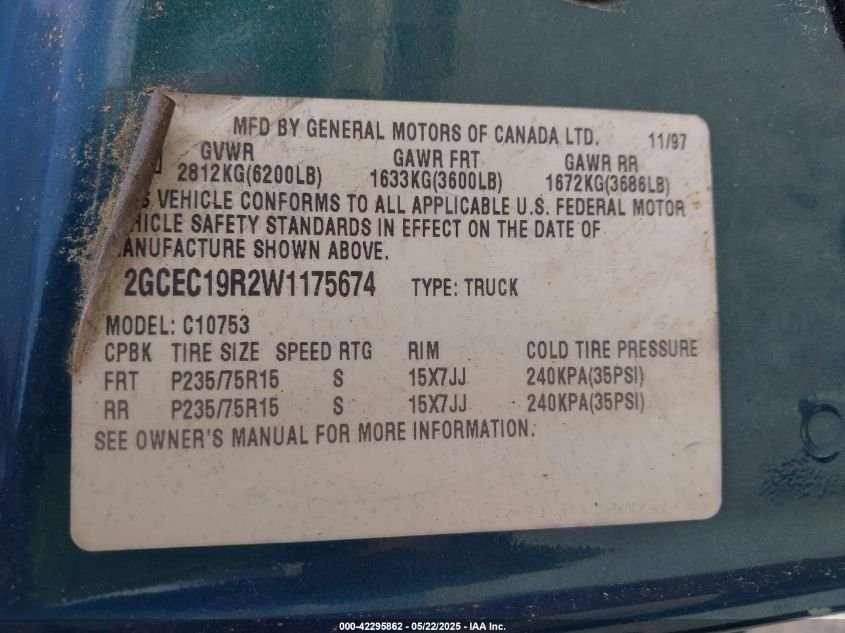 MFD BY GENERAL MOTORS OF CANADA LTD. 11/97
GVWR GAWR FRT GAWR RR
2812KG(6200LB) 1633KG(3600LB) 1672KG(3686LB)
S VEHICLE CONFORMS TO ALL APPLICABLE U.S. FEDERAL MOTOR
HICLE SAFETY STANDARDS IN EFFECT ON THE DATE OF
ANUFACTURE SHOWN ABOVE.
2GCEC19R2W1175674 TYPE: TRUCK
MODEL: C10753
CPBK TIRE SIZE SPEED RTG RIM COLD TIRE PRESSURE
FRT P235/75R15 S 15X7JJ 240KPA(35PSI)
RR P235/75R15 S 15X7JJ 240KPA(35PSI)
SEE OWNER'S MANUAL FOR MORE INFORMATION.
000-42295862 - 05/22/2025 - IAA Inc.